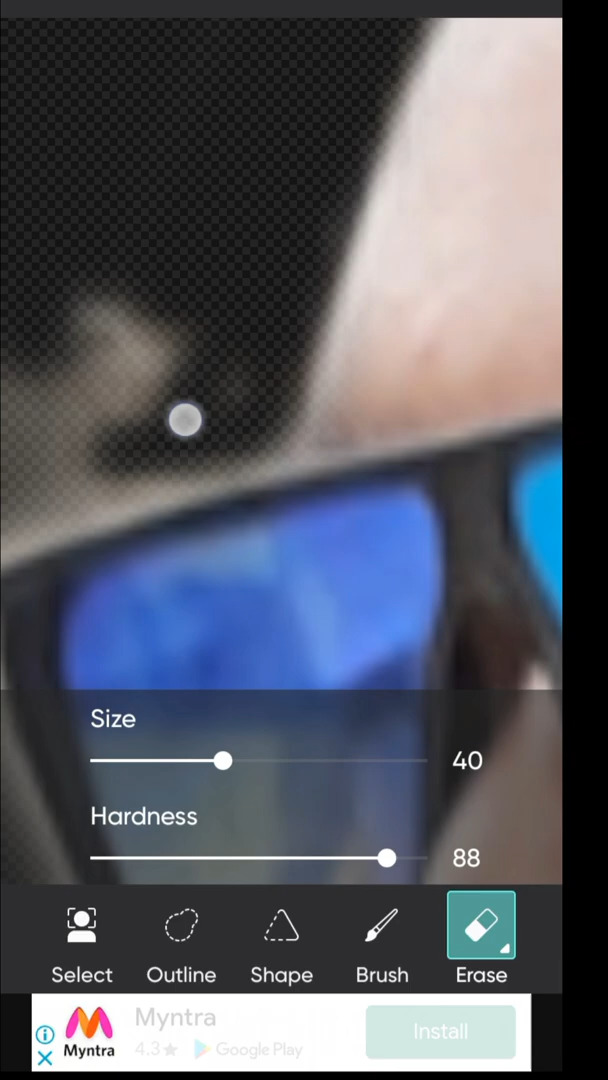 Size
40
Hardness
88
Select Outline Shape Brush Erase
Myntra
4.3★ Google Play
Myntra
Install